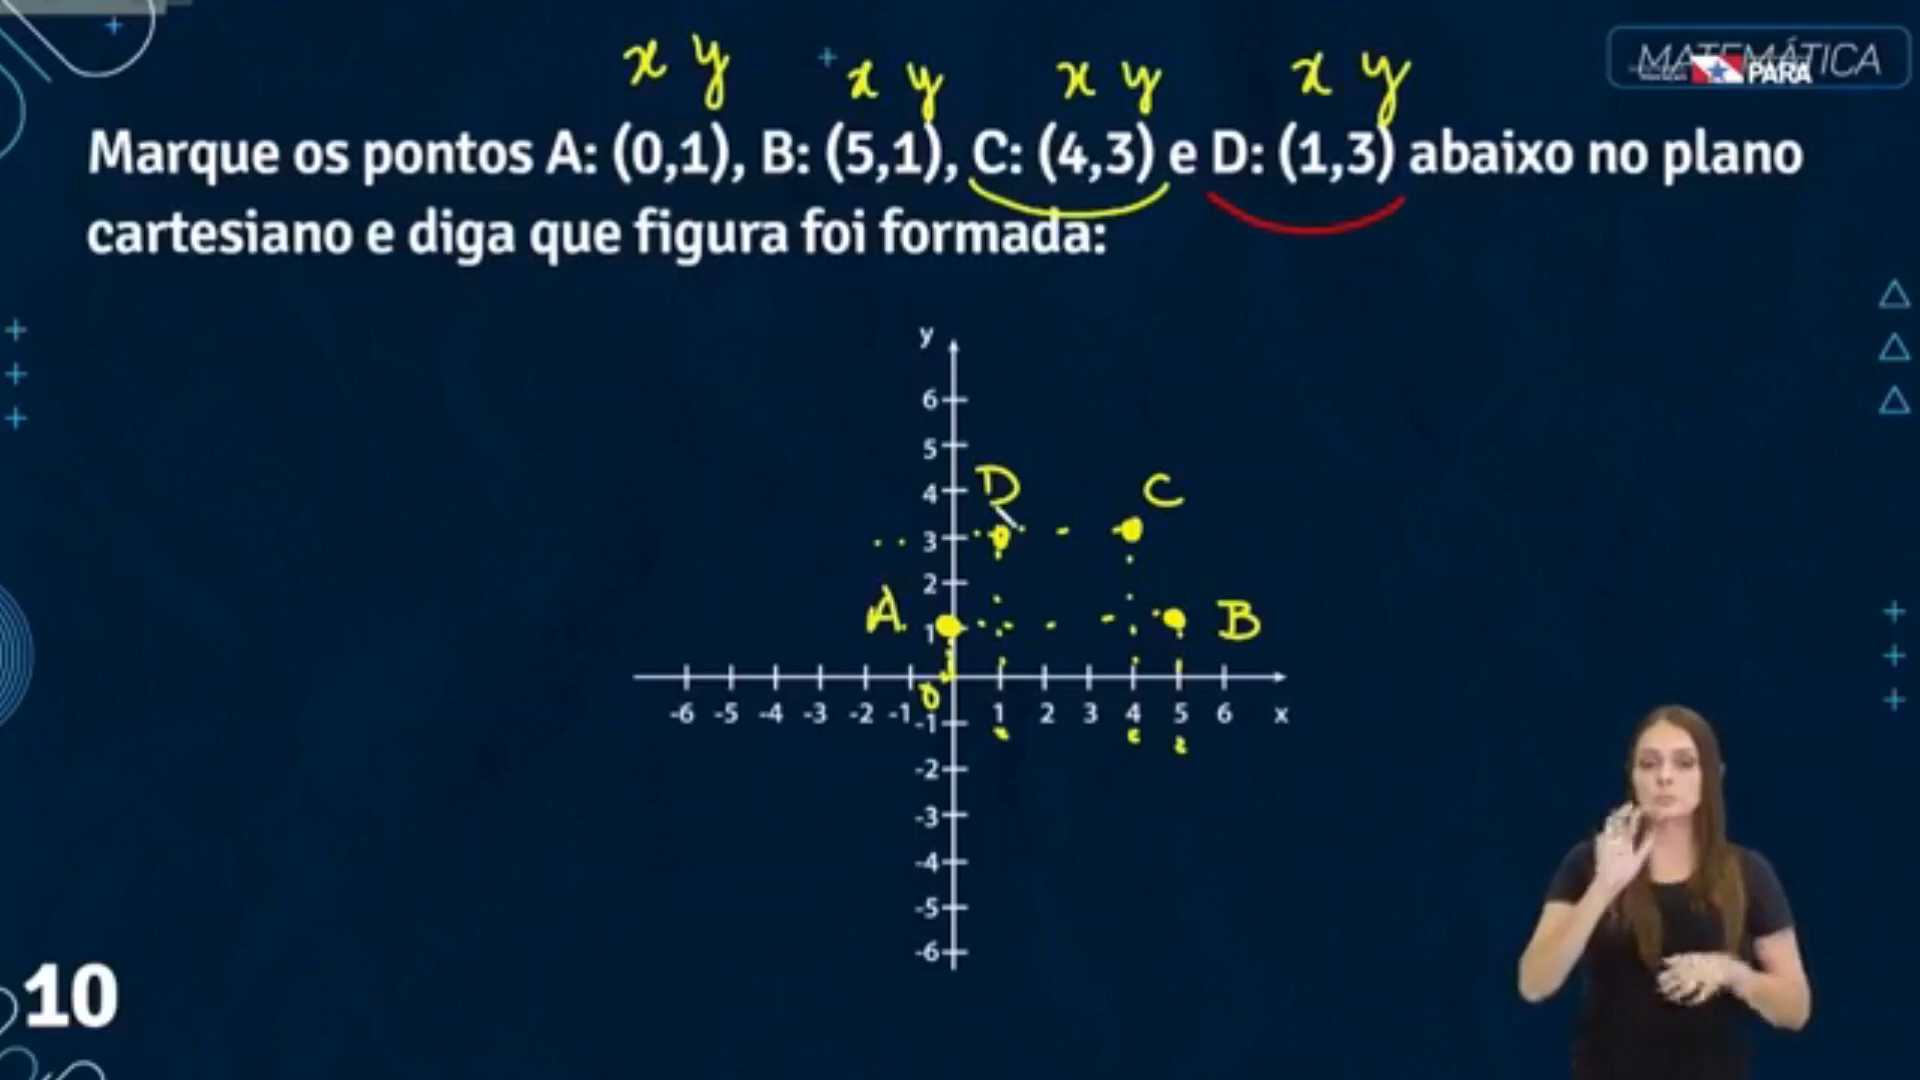 x y x y x y x y
MATEMÁTICA
PARÁ
Marque os pontos A: (0,1), B: (5,1), C: (4,3) e D: (1,3) abaixo no plano
cartesiano e diga que figura foi formada:
y
6
5
D C
4
3
2
A B
1
0
-6 -5 -4 -3 -2 -1 1 2 3 4 5 6 x
-1
-2
-3
-4
-5
-6
10